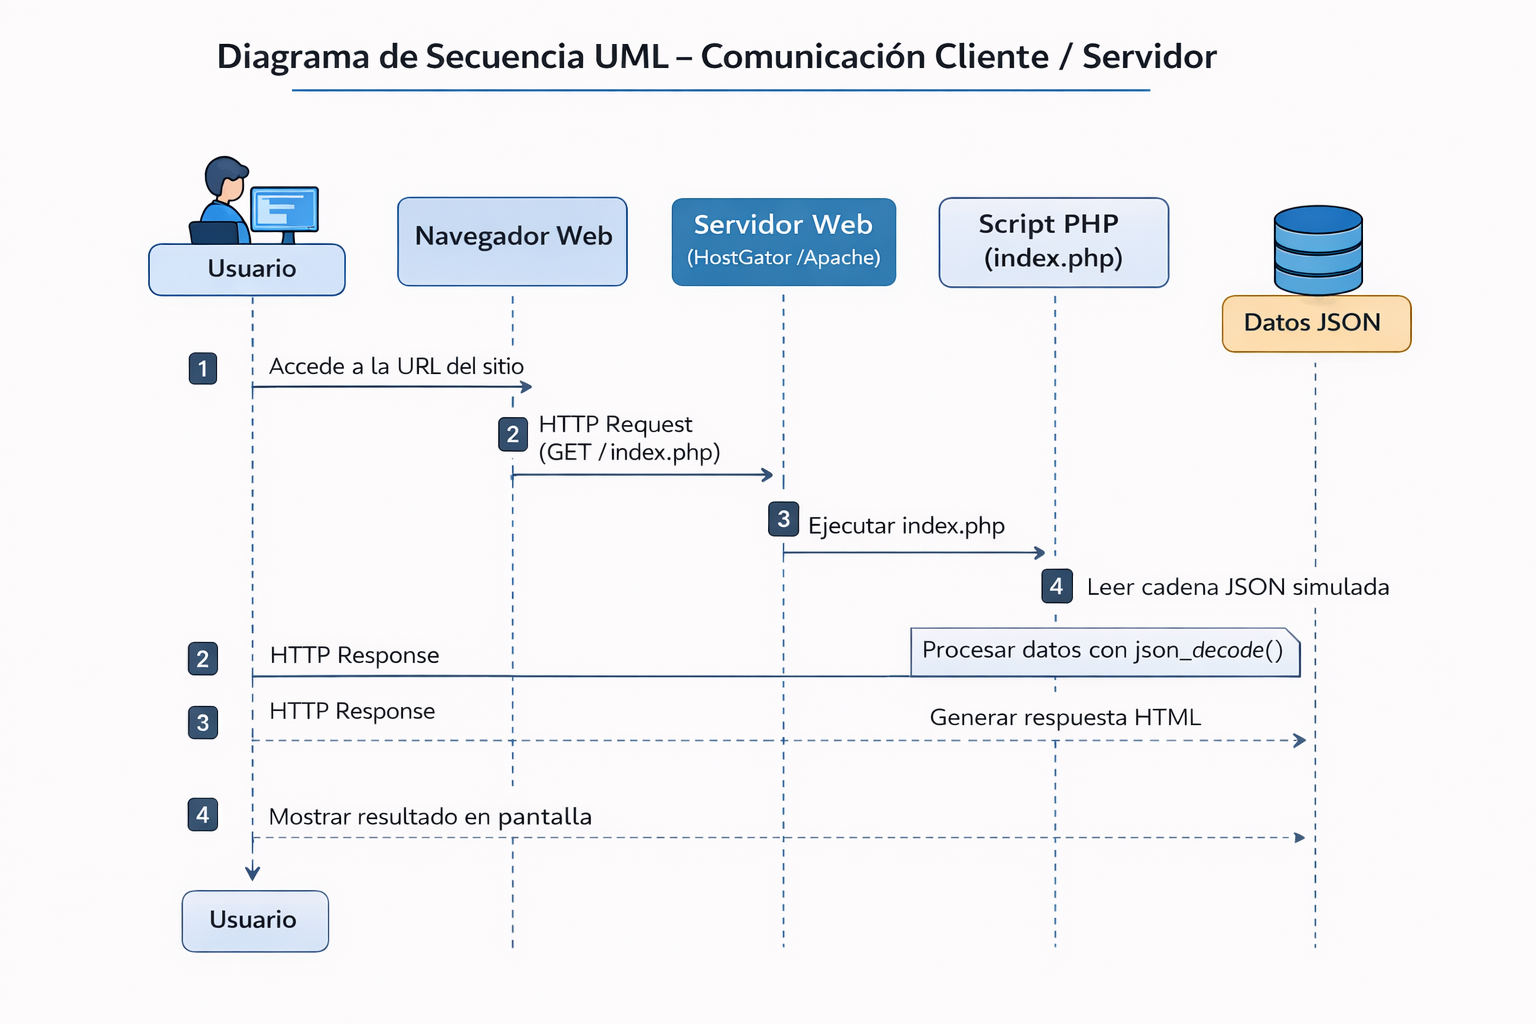 Diagrama de Secuencia UML – Comunicación Cliente / Servidor
Usuario
Navegador Web
Servidor Web
(HostGator /Apache)
Script PHP
(index.php)
Datos JSON
1
Accede a la URL del sitio
2
HTTP Request
(GET /index.php)
3
Ejecutar index.php
4
Leer cadena JSON simulada
Procesar datos con json_decode()
2
HTTP Response
3
HTTP Response
Generar respuesta HTML
4
Mostrar resultado en pantalla
Usuario